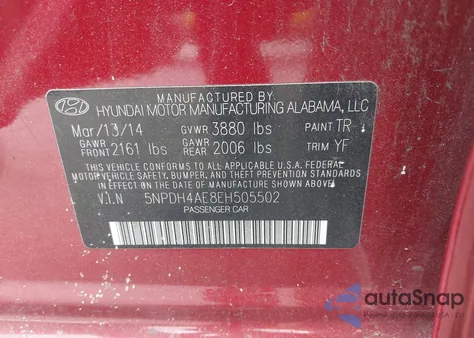 MANUFACTURED BY
HYUNDAI MOTOR MANUFACTURING ALABAMA, LLC
Mar/13/14 GVWR 3880 lbs PAINT TR
GAWR FRONT 2161 lbs GAWR REAR 2006 lbs TRIM YF
THIS VEHICLE CONFORMS TO ALL APPLICABLE U.S.A. FEDERAL
MOTOR VEHICLE SAFETY, BUMPER, AND THEFT PREVENTION
STANDARDS IN EFFECT ON THE DATE OF MANUFACTURE SHOWN ABOVE.
V.I.N 5NPDH4AE8EH505502
PASSENGER CAR
autoSnap